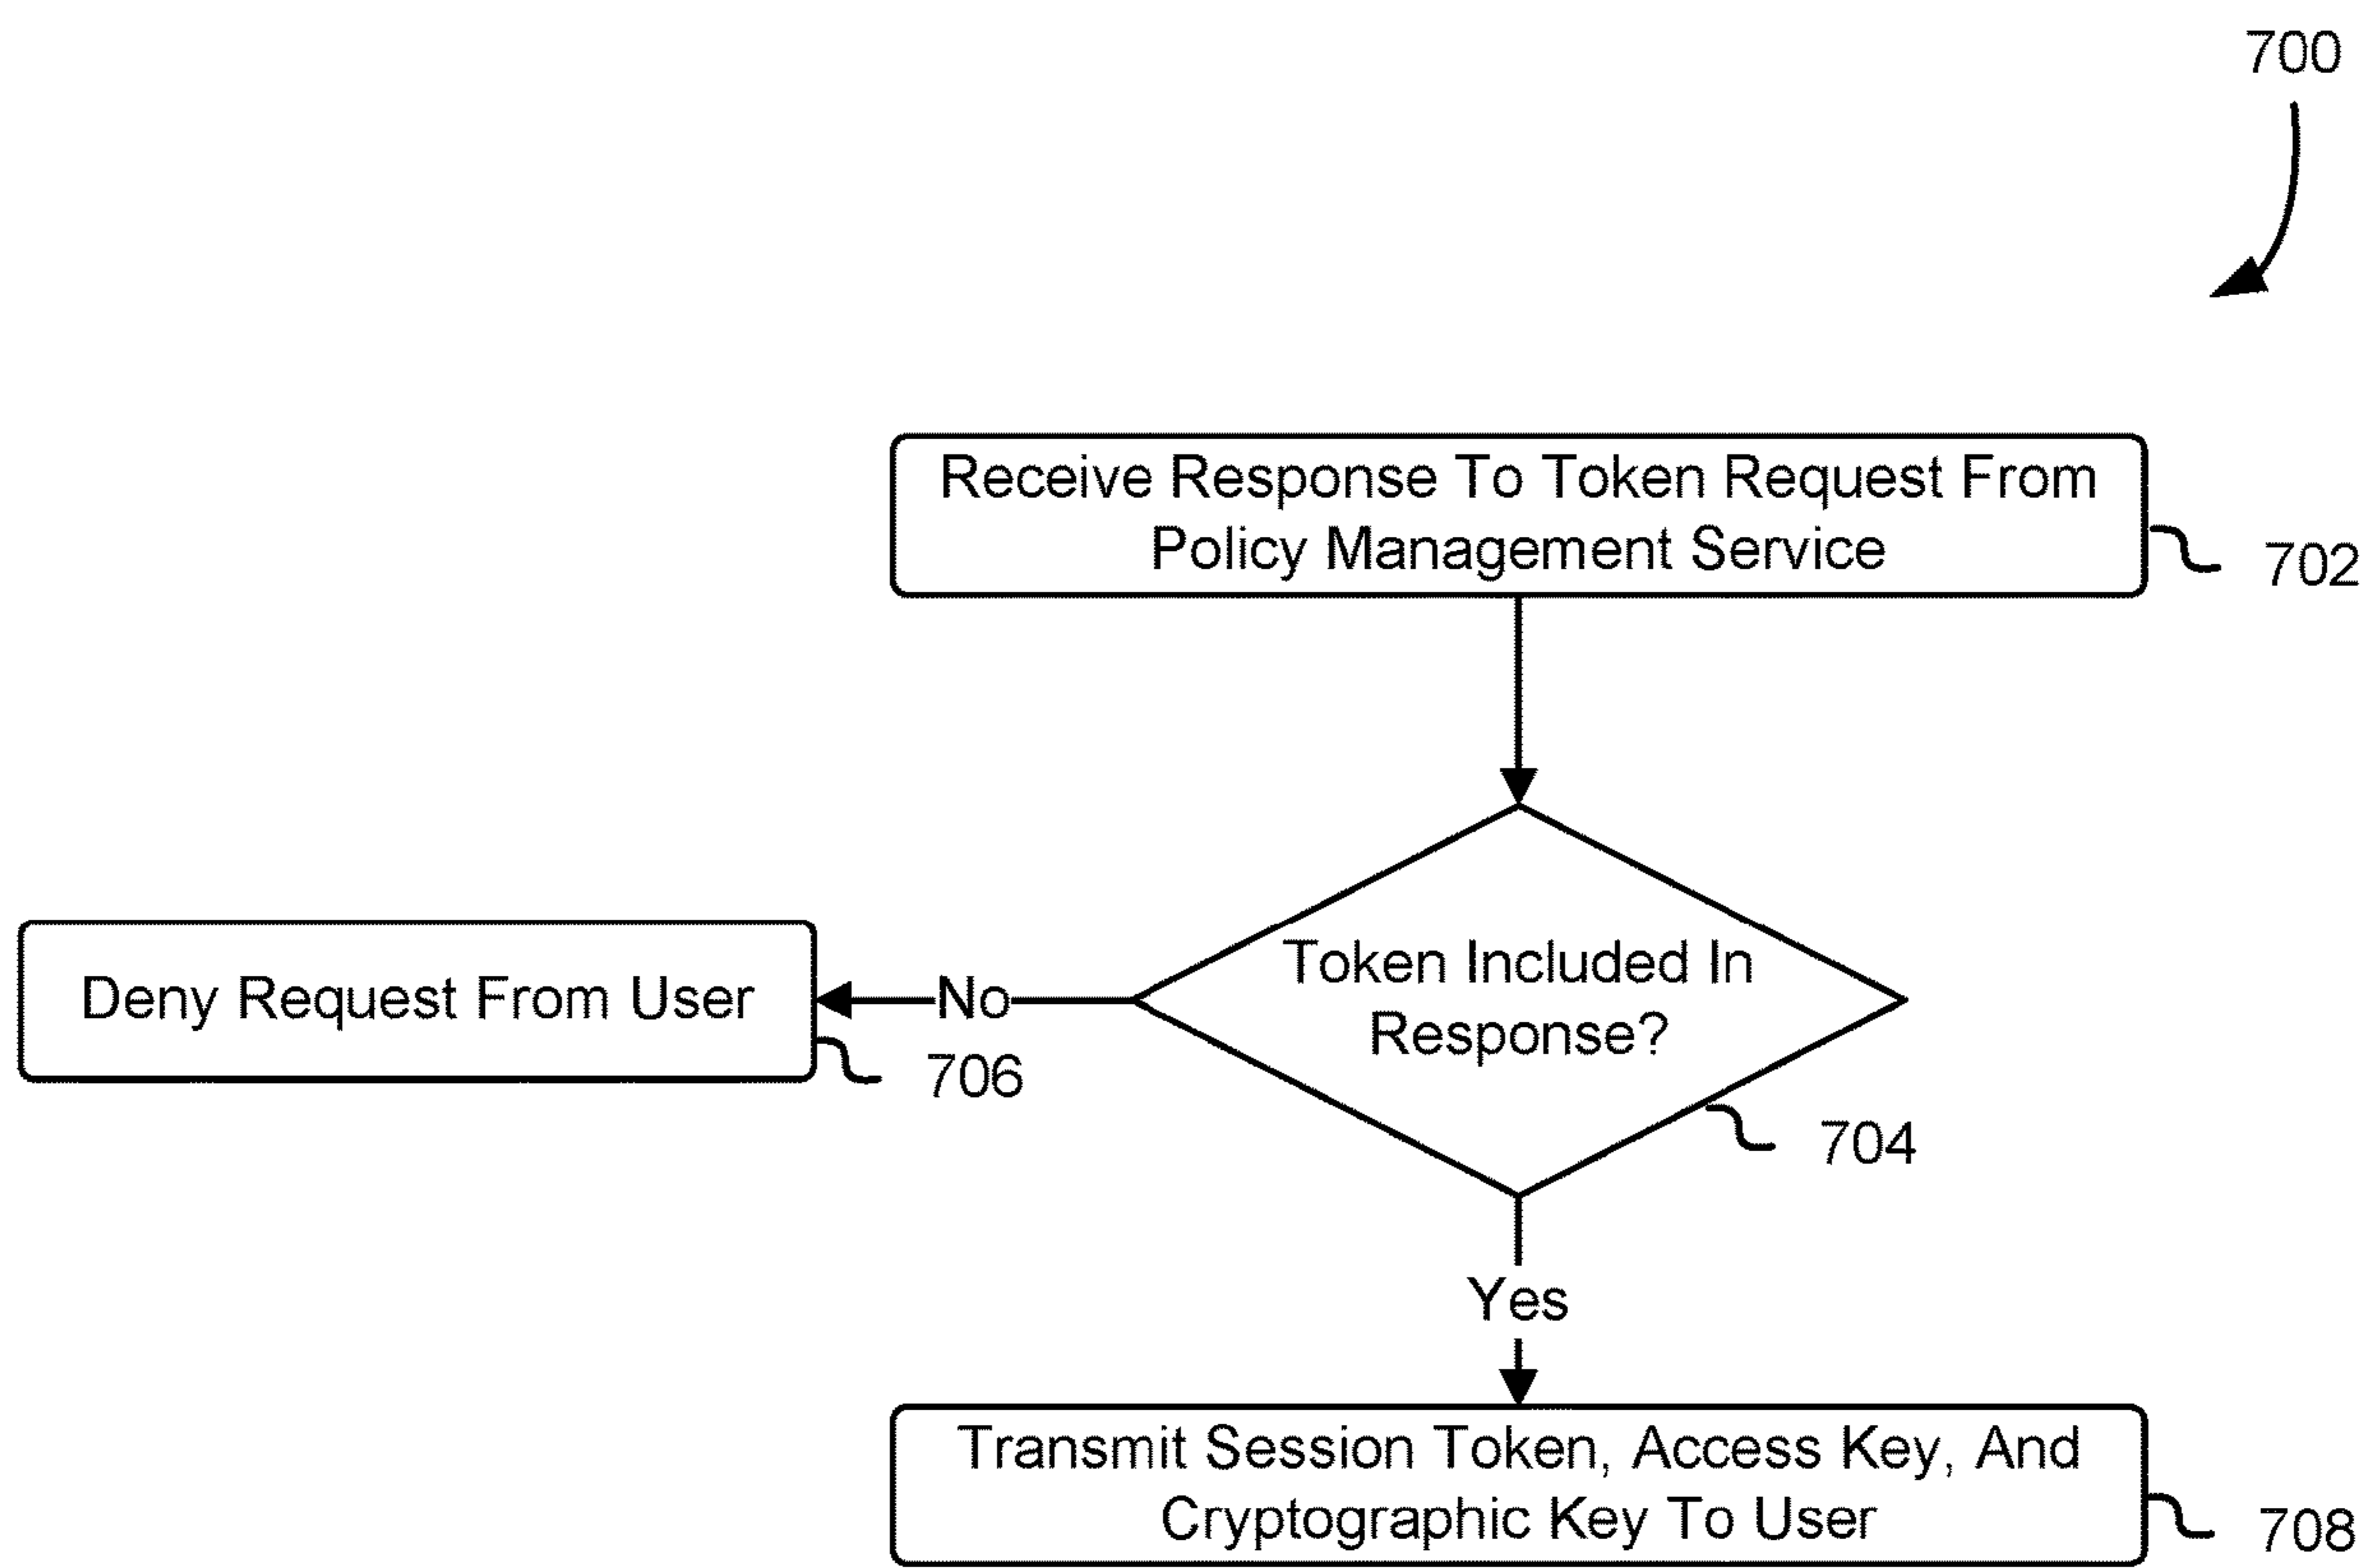 700
Receive Response To Token Request From
Policy Management Service
702
Token Included In
Response?
704
No
Deny Request From User
706
Yes
Transmit Session Token, Access Key, And
Cryptographic Key To User
708